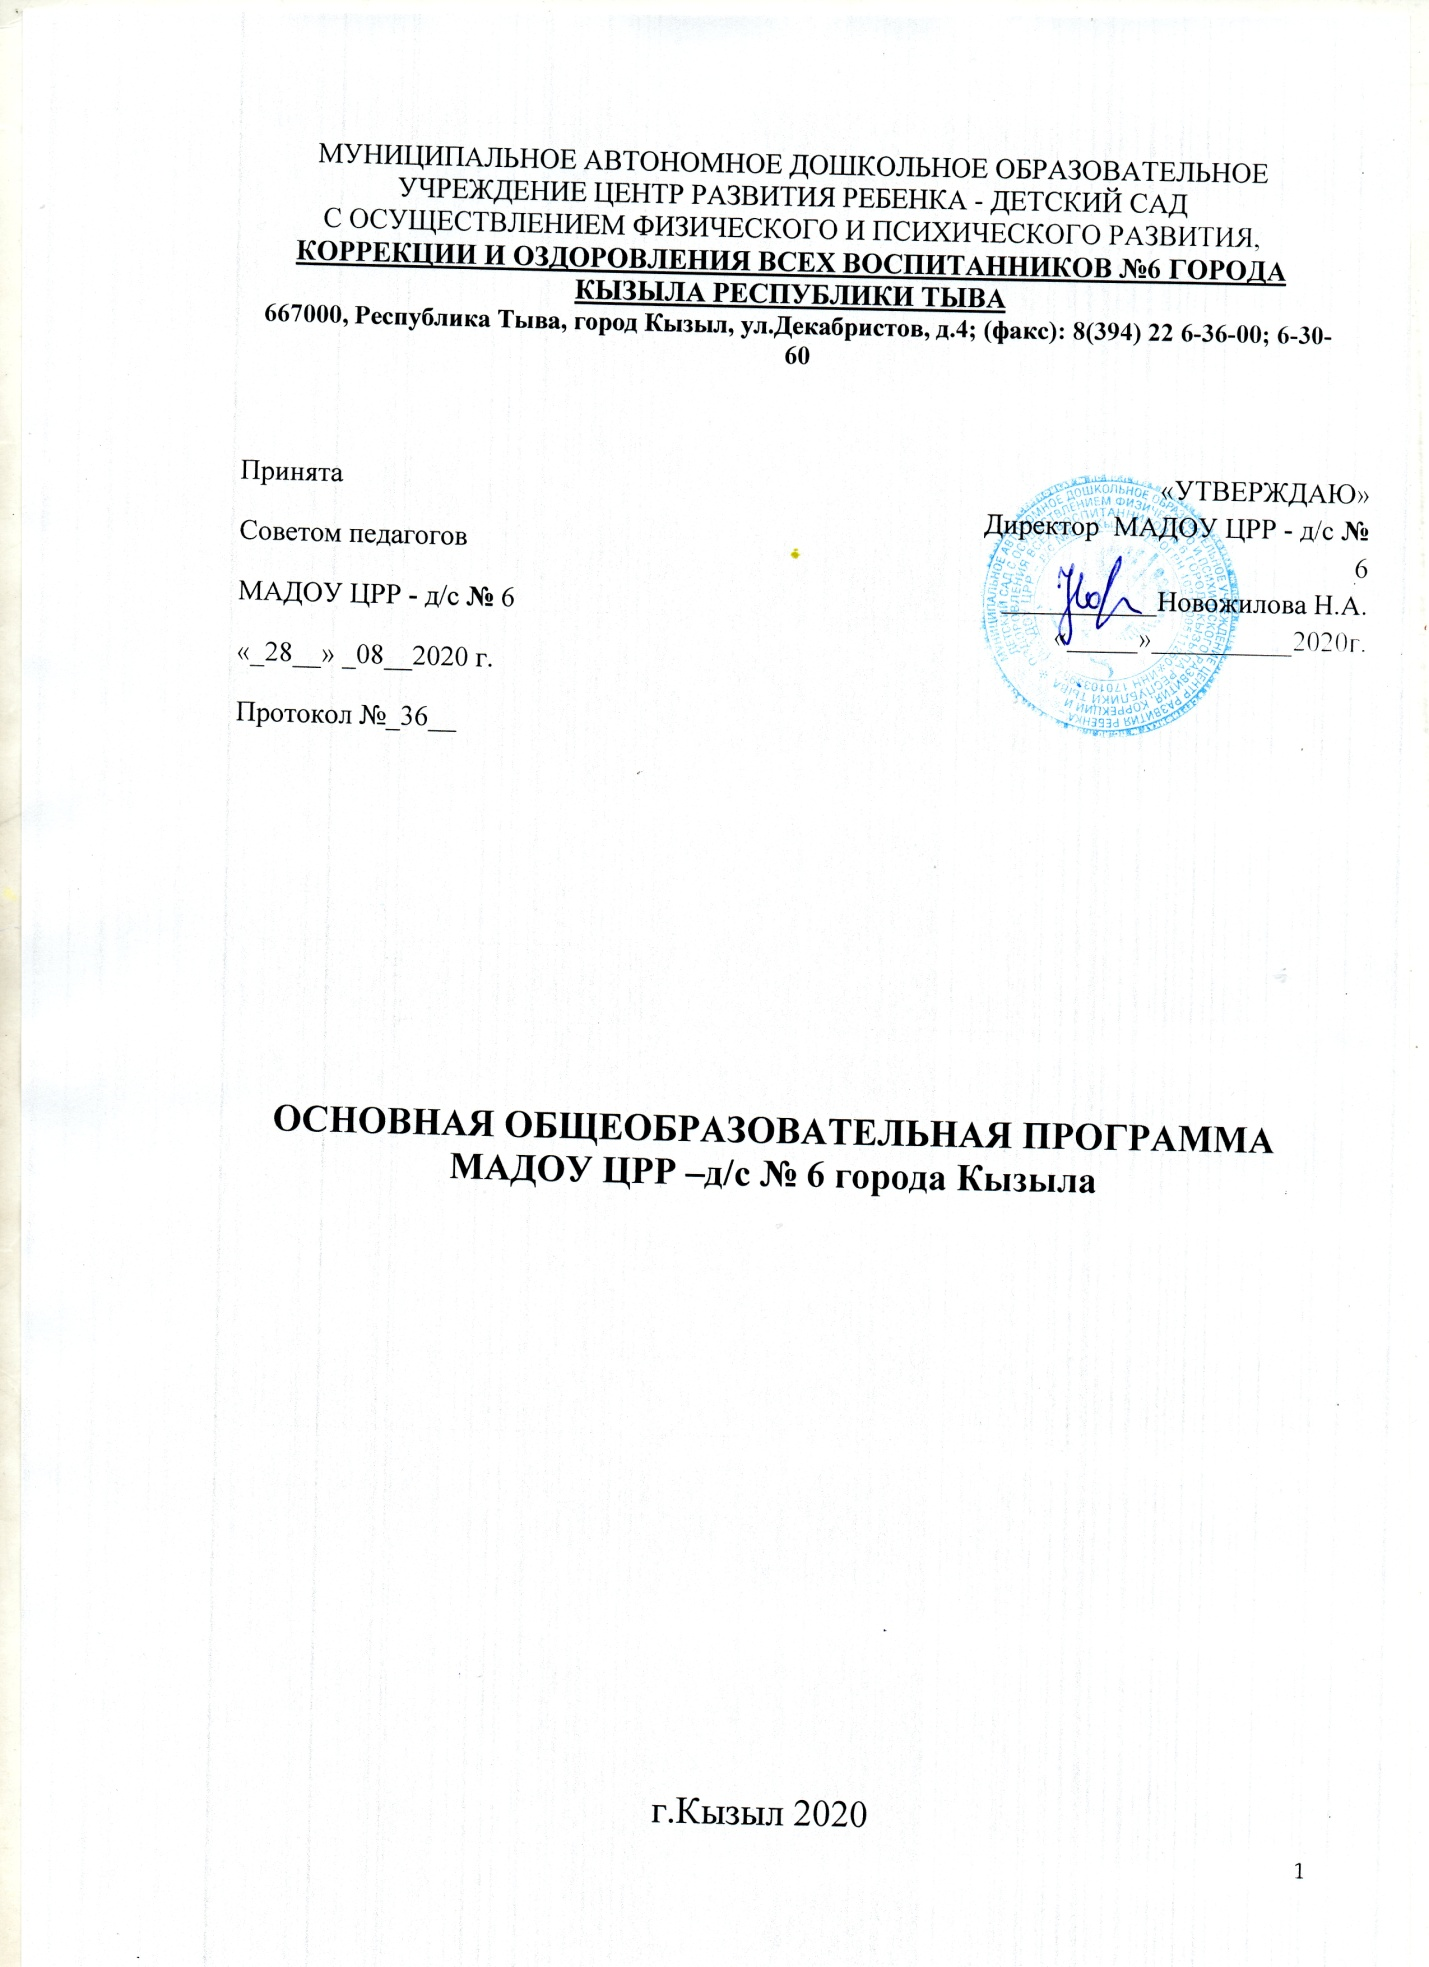 МУНИЦИПАЛЬНОЕ АВТОНОМНОЕ ДОШКОЛЬНОЕ ОБРАЗОВАТЕЛЬНОЕ
УЧРЕЖДЕНИЕ ЦЕНТР РАЗВИТИЯ РЕБЕНКА - ДЕТСКИЙ САД
С ОСУЩЕСТВЛЕНИЕМ ФИЗИЧЕСКОГО И ПСИХИЧЕСКОГО РАЗВИТИЯ,
КОРРЕКЦИИ И ОЗДОРОВЛЕНИЯ ВСЕХ ВОСПИТАННИКОВ №6 ГОРОДА
КЫЗЫЛА РЕСПУБЛИКИ ТЫВА
667000, Республика Тыва, город Кызыл, ул.Декабристов, д.4; (факс): 8(394) 22 6-36-00; 6-30-
60
Принята
Советом педагогов
МАДОУ ЦРР - д/с № 6
«_28__» _08__2020 г.
Протокол №_36__
«УТВЕРЖДАЮ»
Директор МАДОУ ЦРР - д/с №
6
___________Новожилова Н.А.
«_____»__________2020г.
ОСНОВНАЯ ОБЩЕОБРАЗОВАТЕЛЬНАЯ ПРОГРАММА
МАДОУ ЦРР –д/с № 6 города Кызыла
г.Кызыл 2020
1